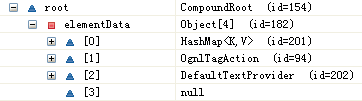 root CompoundRoot (id=154)
elementData Object[4] (id=182)
[0] HashMap<K,V> (id=201)
[1] OgnlTagAction (id=94)
[2] DefaultTextProvider (id=202)
[3] null